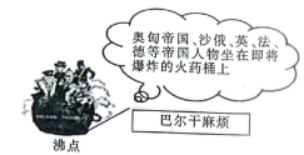 奥匈帝国、沙俄、英、法、
德等帝国人物坐在即将
爆炸的火药桶上
巴尔干麻烦
沸点